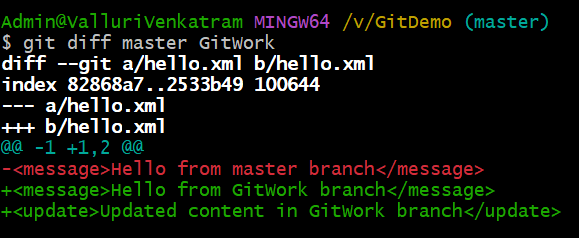 Admin@ValluriVenkatram MINGW64 /v/GitDemo (master)
$ git diff master GitWork
diff --git a/hello.xml b/hello.xml
index 82868a7..2533b49 100644
--- a/hello.xml
+++ b/hello.xml
@@ -1 +1,2 @@
-<message>Hello from master branch</message>
+<message>Hello from GitWork branch</message>
+<update>Updated content in GitWork branch</update>